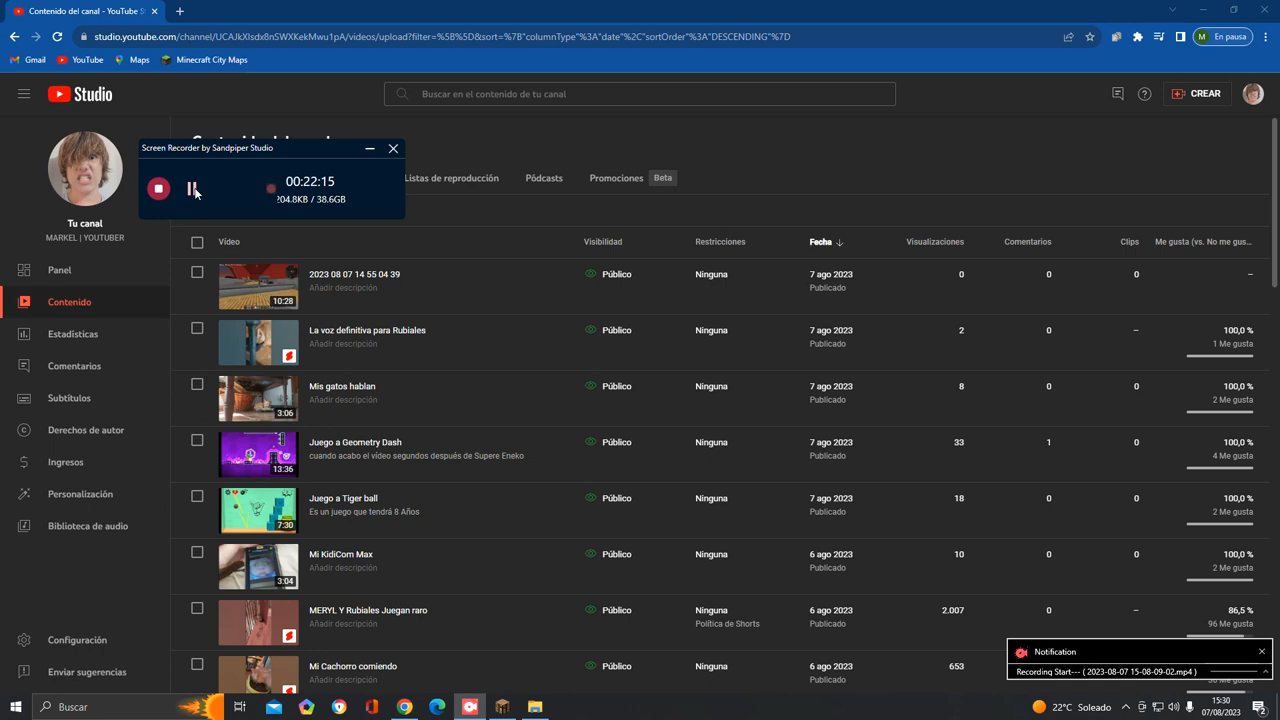 Contenido del canal - YouTube S
studio.youtube.com/channel/UCAJkXlsdx8nSWXKekMwu1pA/videos/upload?filter=%5B%5D&sort=%7B"columnType"%3A"date"%2C"sortOrder"%3A"DESCENDING"%7D
M En pausa
Gmail YouTube Maps Minecraft City Maps
Studio
Buscar en el contenido de tu canal
CREAR
Screen Recorder by Sandpiper Studio
00:22:15
204.8KB / 38.6GB
Listas de reproducción Pódcasts Promociones Beta
Tu canal
MARKEL | YOUTUBER
Panel
Contenido
Estadísticas
Comentarios
Subtítulos
Derechos de autor
Ingresos
Personalización
Biblioteca de audio
Configuración
Enviar sugerencias
Vídeo Visibilidad Restricciones Fecha Visualizaciones Comentarios Clips Me gusta (vs. No me gus...
2023 08 07 14 55 04 39 Público Ninguna 7 ago 2023 0 0 0 –
Añadir descripción Publicado
10:28
La voz definitiva para Rubiales Público Ninguna 7 ago 2023 2 0 – 100,0 %
Añadir descripción Publicado 1 Me gusta
Mis gatos hablan Público Ninguna 7 ago 2023 8 0 0 100,0 %
Añadir descripción Publicado 2 Me gusta
3:06
Juego a Geometry Dash Público Ninguna 7 ago 2023 33 1 0 100,0 %
cuando acabo el vídeo segundos después de Supere Eneko Publicado 4 Me gusta
13:36
Juego a Tiger ball Público Ninguna 7 ago 2023 18 0 0 100,0 %
Es un juego que tendrá 8 Años Publicado 2 Me gusta
7:30
Mi KidiCom Max Público Ninguna 6 ago 2023 10 0 0 100,0 %
Añadir descripción Publicado 2 Me gusta
3:04
MERYL Y Rubiales Juegan raro Público Ninguna 6 ago 2023 2.007 0 – 86,5 %
Añadir descripción Política de Shorts Publicado 96 Me gusta
Mi Cachorro comiendo Público Ninguna 6 ago 2023 653
Añadir descripción Publicado
Notification
Recording Start--- ( 2023-08-07 15-08-09-02.mp4 )
Buscar
22°C Soleado
15:30
07/08/2023
2